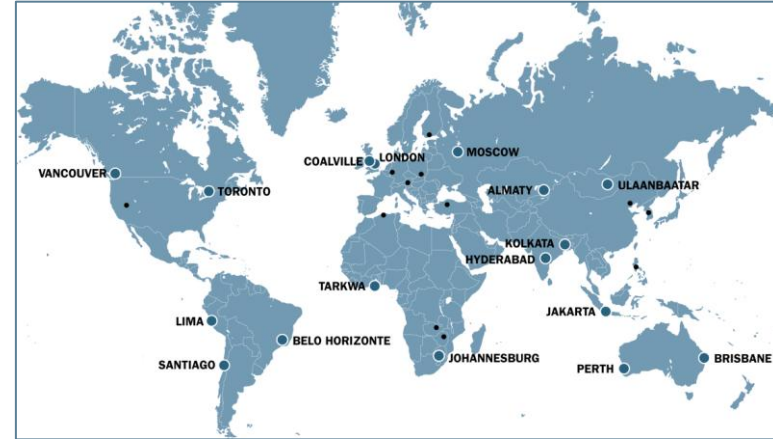 COALVILLE
LONDON
MOSCOW
VANCOUVER
TORONTO
ALMATY
ULAANBAATAR
KOLKATA
HYDERABAD
TARKWA
LIMA
JAKARTA
BELO HORIZONTE
JOHANNESBURG
BRISBANE
SANTIAGO
PERTH